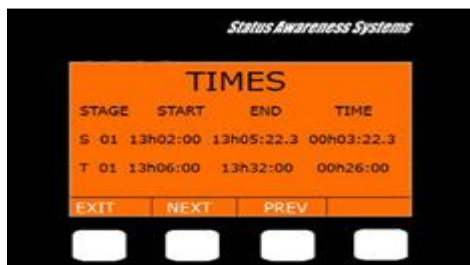 Status Awareness Systems
TIMES
STAGE START END TIME
S 01 13h02:00 13h05:22.3 00h03:22.3
T 01 13h06:00 13h32:00 00h26:00
EXIT NEXT PREV